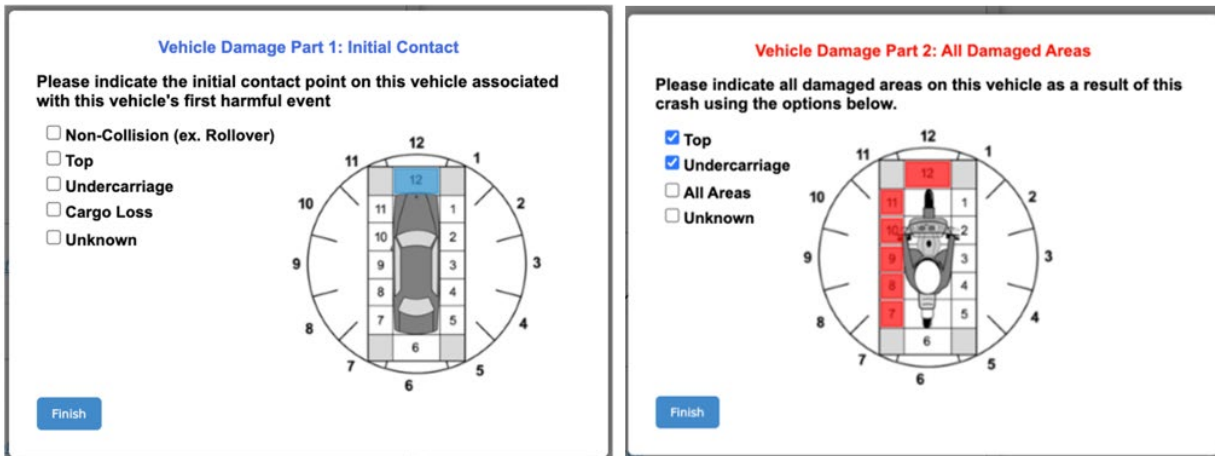 Vehicle Damage Part 1: Initial Contact
Please indicate the initial contact point on this vehicle associated
with this vehicle's first harmful event
Non-Collision (ex. Rollover)
Top
Undercarriage
Cargo Loss
Unknown
12
11
1
10
2
9
3
8
4
7
5
6
12
11
1
10
2
9
3
8
4
7
5
6
Finish
Vehicle Damage Part 2: All Damaged Areas
Please indicate all damaged areas on this vehicle as a result of this
crash using the options below.
Top
Undercarriage
All Areas
Unknown
12
11
1
10
2
9
3
8
4
7
5
6
12
11
1
10
2
9
3
8
4
7
5
6
Finish